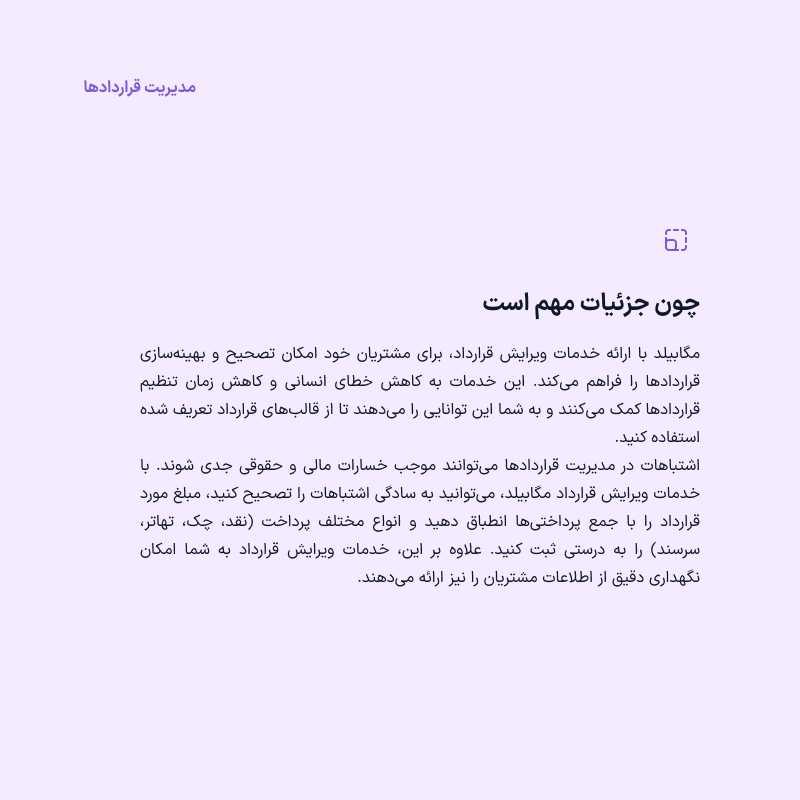 مدیریت قراردادها
چون جزئیات مهم است
مگابیلد با ارائه خدمات ویرایش قرارداد، برای مشتریان خود امکان تصحیح و بهینه‌سازی
قراردادها را فراهم می‌کند. این خدمات به کاهش خطای انسانی و کاهش زمان تنظیم
قراردادها کمک می‌کنند و به شما این توانایی را می‌دهند تا از قالب‌های قرارداد تعریف شده
استفاده کنید.
اشتباهات در مدیریت قراردادها می‌توانند موجب خسارات مالی و حقوقی جدی شوند. با
خدمات ویرایش قرارداد مگابیلد، می‌توانید به سادگی اشتباهات را تصحیح کنید، مبلغ مورد
قرارداد را با جمع پرداختی‌ها انطباق دهید و انواع مختلف پرداخت (نقد، چک، تهاتر،
سرسند) را به درستی ثبت کنید. علاوه بر این، خدمات ویرایش قرارداد به شما امکان
نگهداری دقیق از اطلاعات مشتریان را نیز ارائه می‌دهند.